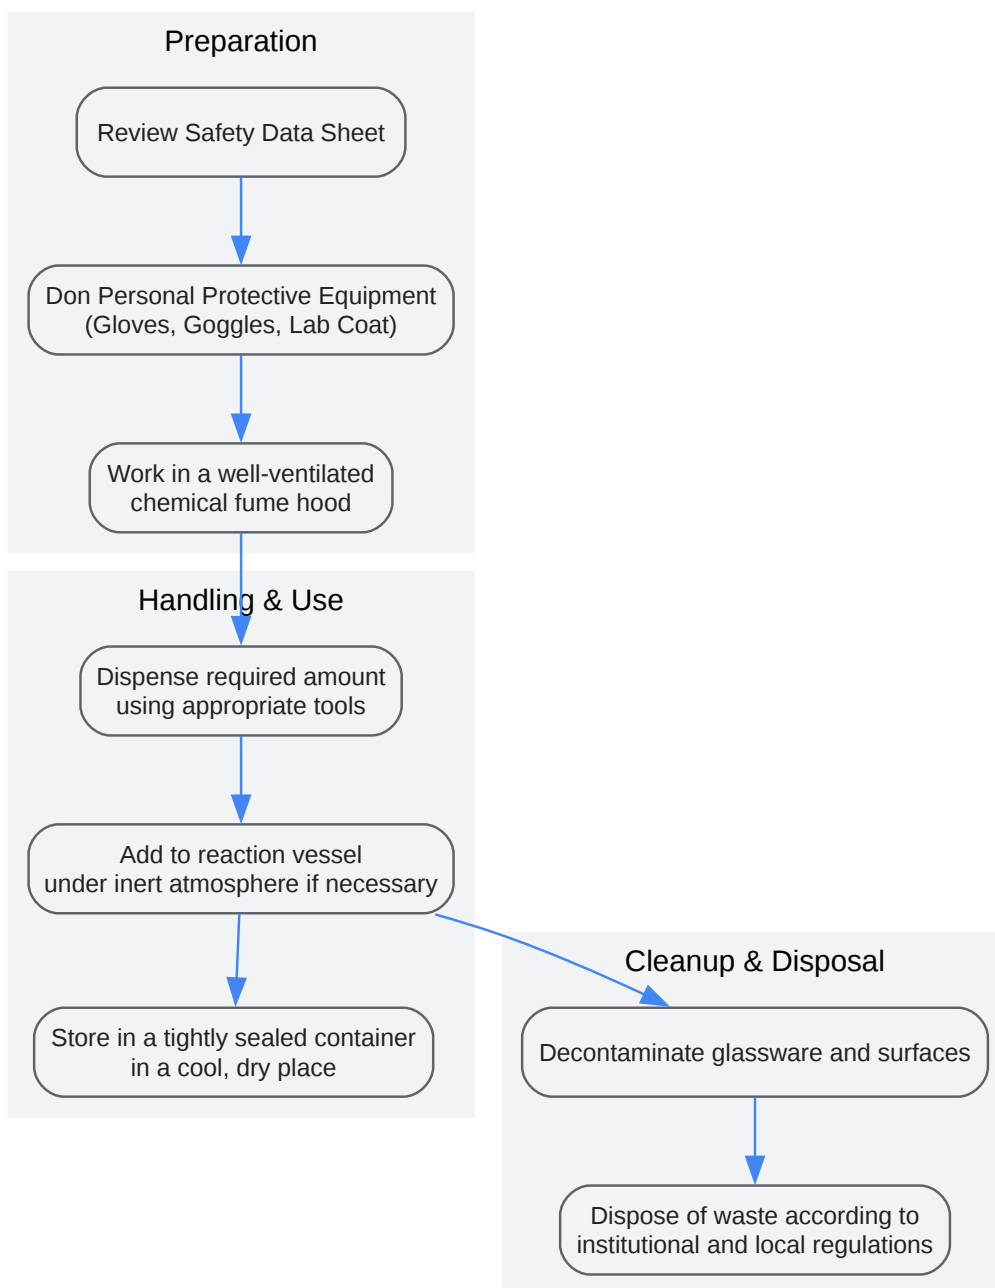 Preparation
Review Safety Data Sheet
Don Personal Protective Equipment
(Gloves, Goggles, Lab Coat)
Work in a well-ventilated
chemical fume hood
Handling & Use
Dispense required amount
using appropriate tools
Add to reaction vessel
under inert atmosphere if necessary
Store in a tightly sealed container
in a cool, dry place
Cleanup & Disposal
Decontaminate glassware and surfaces
Dispose of waste according to
institutional and local regulations